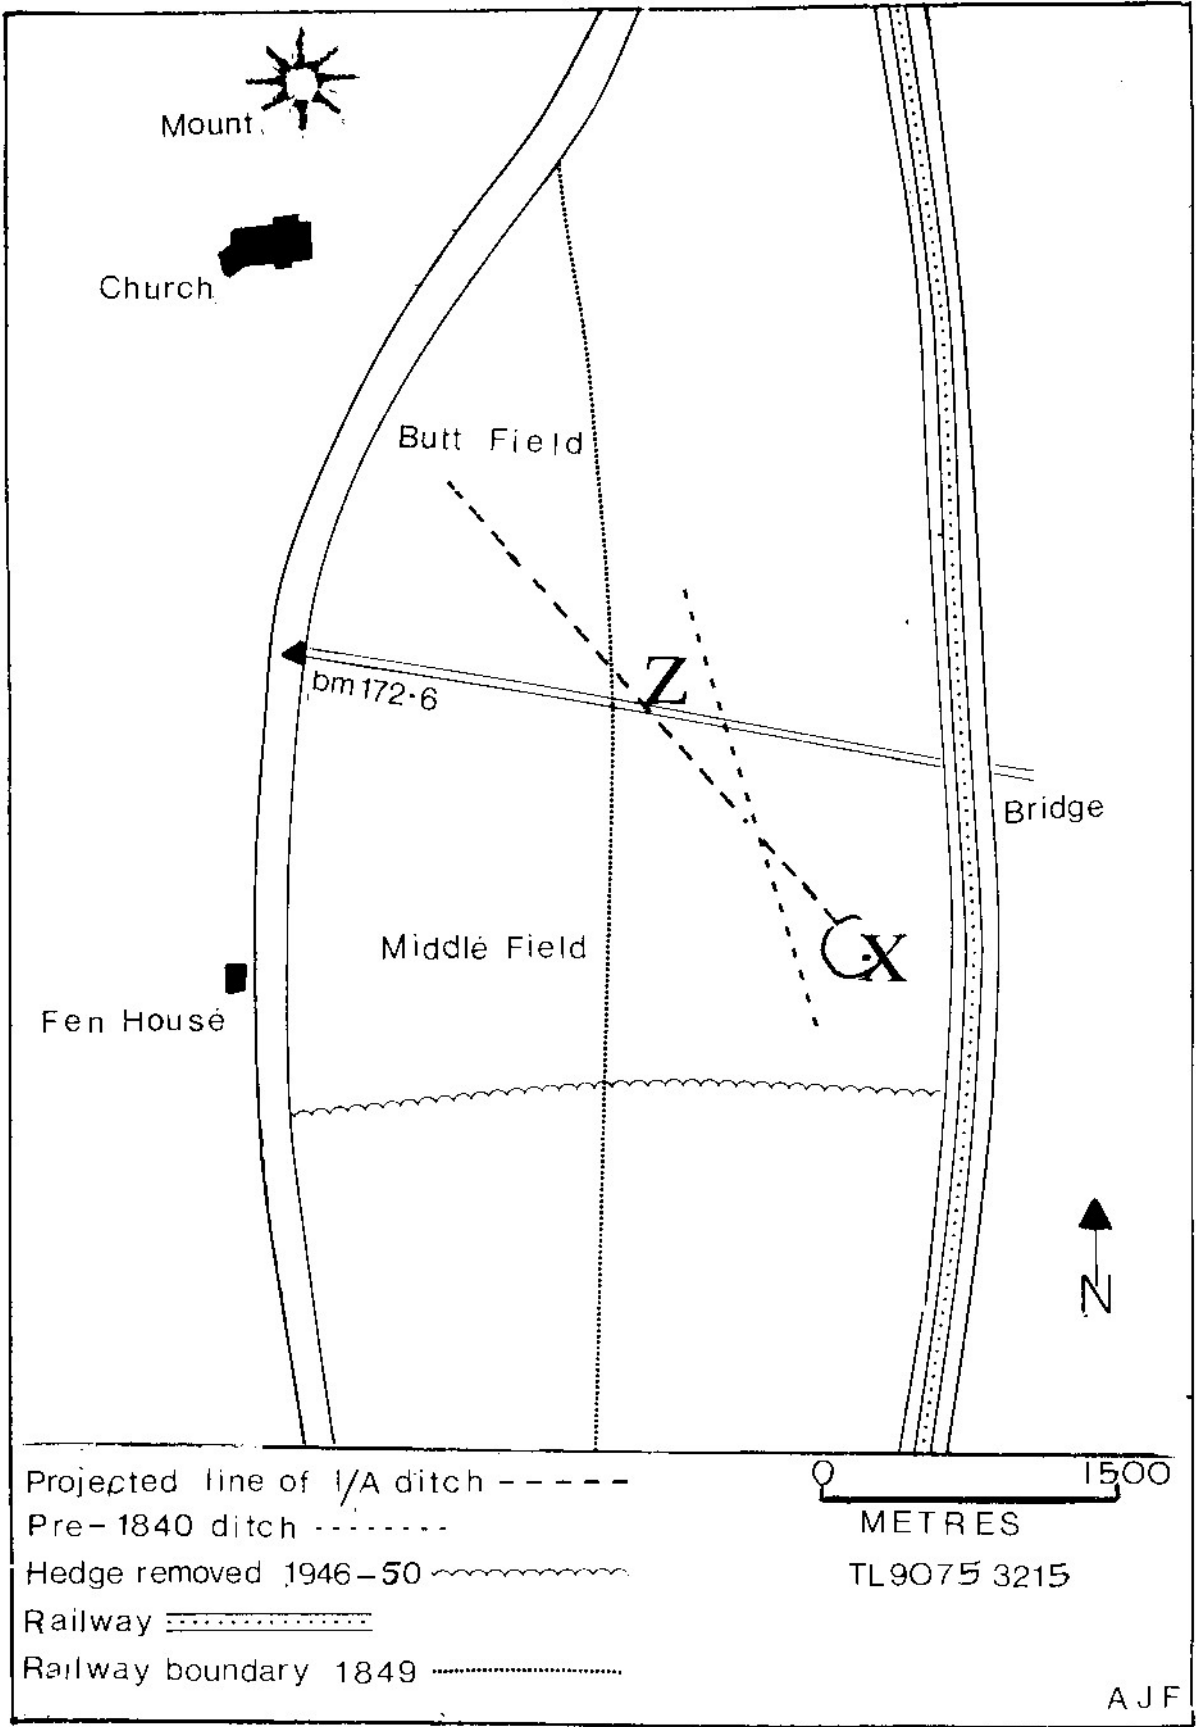 Mount
Church
Butt Field
Z
bm 172·6
Bridge
Middle Field
X
Fen House
N
Projected line of I/A ditch
0 1500
Pre-1840 ditch
METRES
Hedge removed 1946-50
TL9075 3215
Railway
Railway boundary 1849
AJF